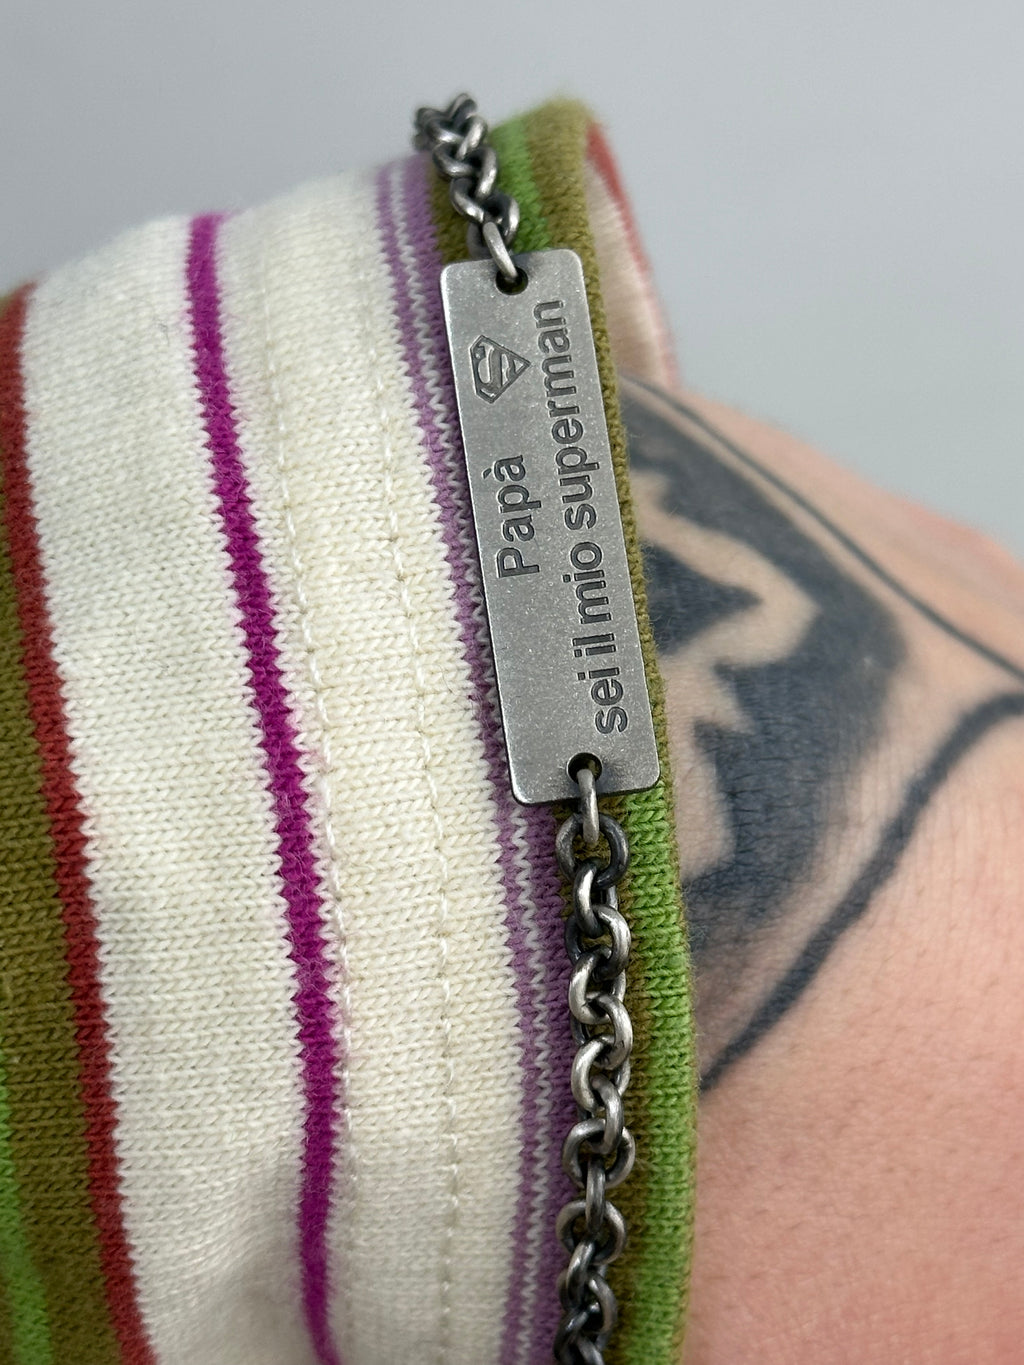 Papà
sei il mio superman